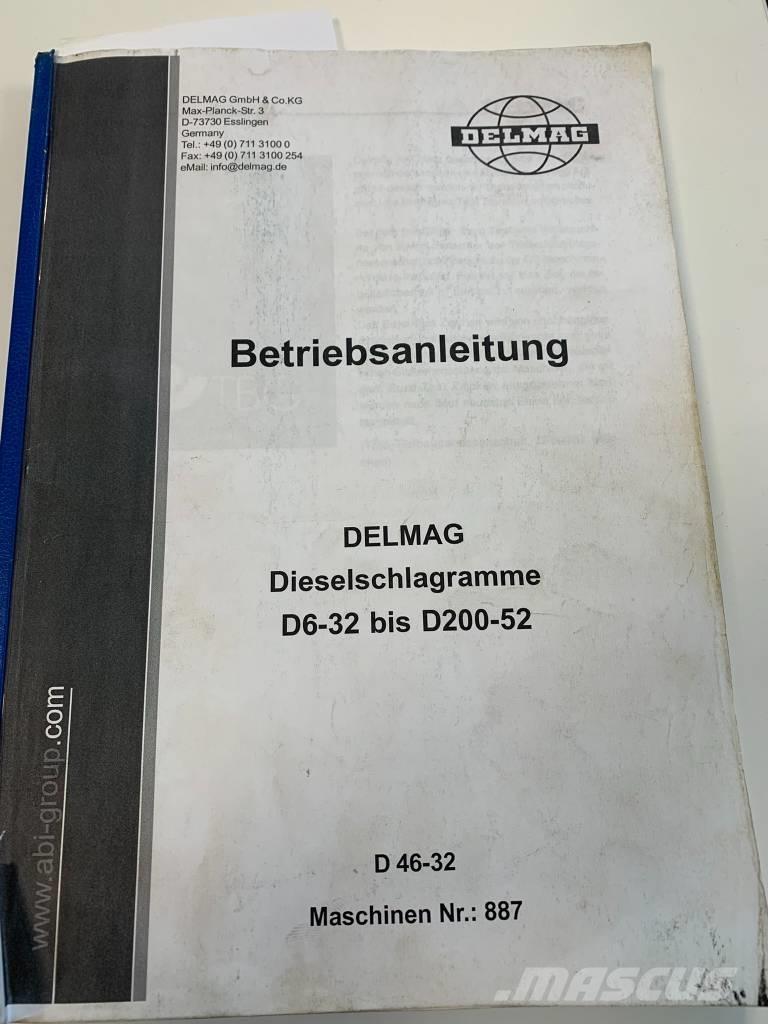 DELMAG GmbH & Co.KG
Max-Planck-Str. 3
D-73730 Esslingen
Germany
Tel.: +49 (0) 711 3100 0
Fax: +49 (0) 711 3100 254
eMail: info@delmag.de
DELMAG
Betriebsanleitung
DELMAG
Dieselschlagramme
D6-32 bis D200-52
D 46-32
Maschinen Nr.: 887
www.abi-group.com
MASCUS